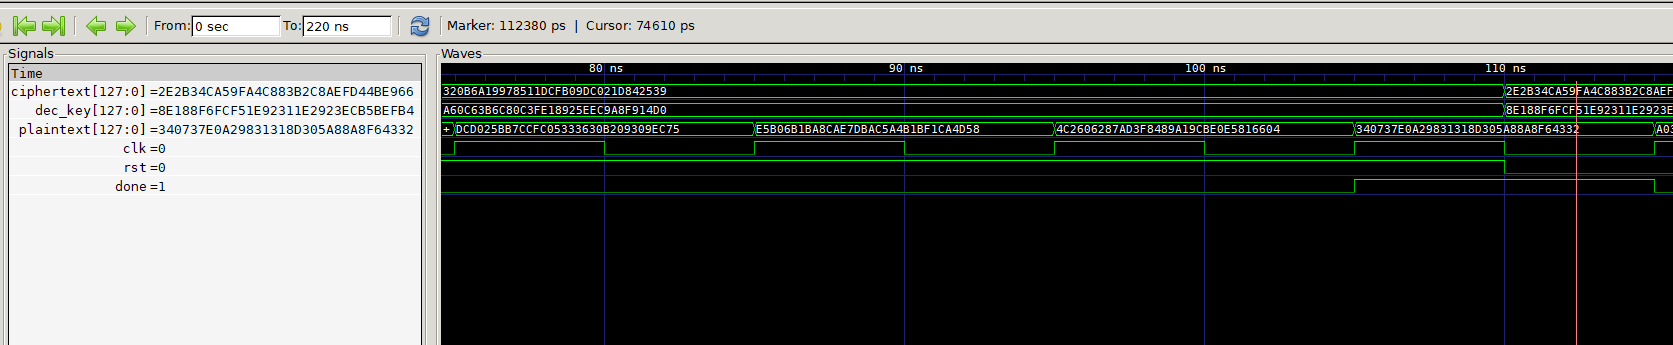 From: 0 sec To: 220 ns Marker: 112380 ps | Cursor: 74610 ps
Signals Waves
Time 80 ns 90 ns 100 ns 110 ns
ciphertext[127:0] =2E2B34CA59FA4C883B2C8AEFD44BE966 320B6A19978511DCFB09DC021D842539 2E2B34CA59FA4C883B2C8AEF
dec_key[127:0] =8E188F6FCF51E92311E2923ECB5BEFB4 A60C63B6C80C3FE18925EEC9A8F914D0 8E188F6FCF51E92311E2923E
plaintext[127:0] =340737E0A29831318D305A88A8F64332 + DCD025BB7CCFC05333630B209309EC75 E5B06B1BA8CAE7DBAC5A4B1BF1CA4D58 4C2606287AD3F8489A19CBE0E5816604 340737E0A29831318D305A88A8F64332 A03
clk =0
rst =0
done =1